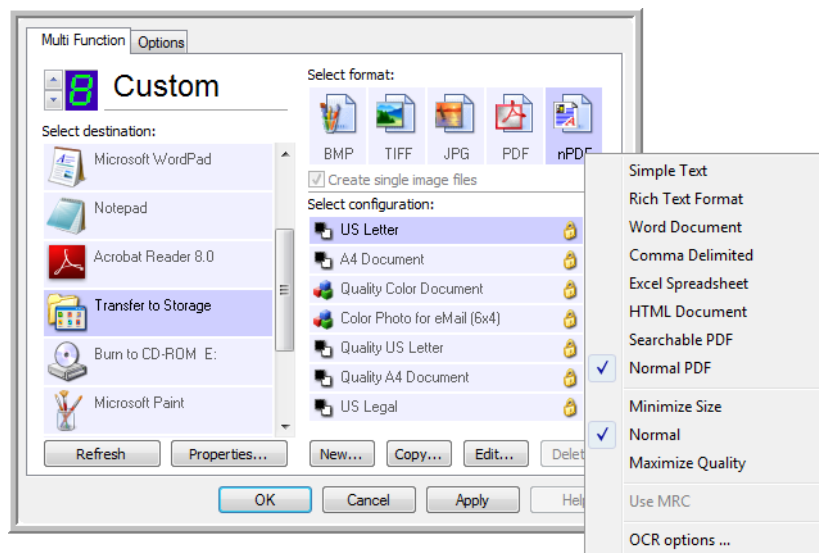 Multi Function
Options
8
Custom
Select destination:
Microsoft WordPad
Notepad
Acrobat Reader 8.0
Transfer to Storage
Burn to CD-ROM E:
Microsoft Paint
Refresh
Properties...
Select format:
BMP TIFF JPG PDF nPDF
Create single image files
Select configuration:
US Letter
A4 Document
Quality Color Document
Color Photo for eMail (6x4)
Quality US Letter
Quality A4 Document
US Legal
New... Copy... Edit... Delet
OK Cancel Apply Hel
Simple Text
Rich Text Format
Word Document
Comma Delimited
Excel Spreadsheet
HTML Document
Searchable PDF
Normal PDF
Minimize Size
Normal
Maximize Quality
Use MRC
OCR options ...